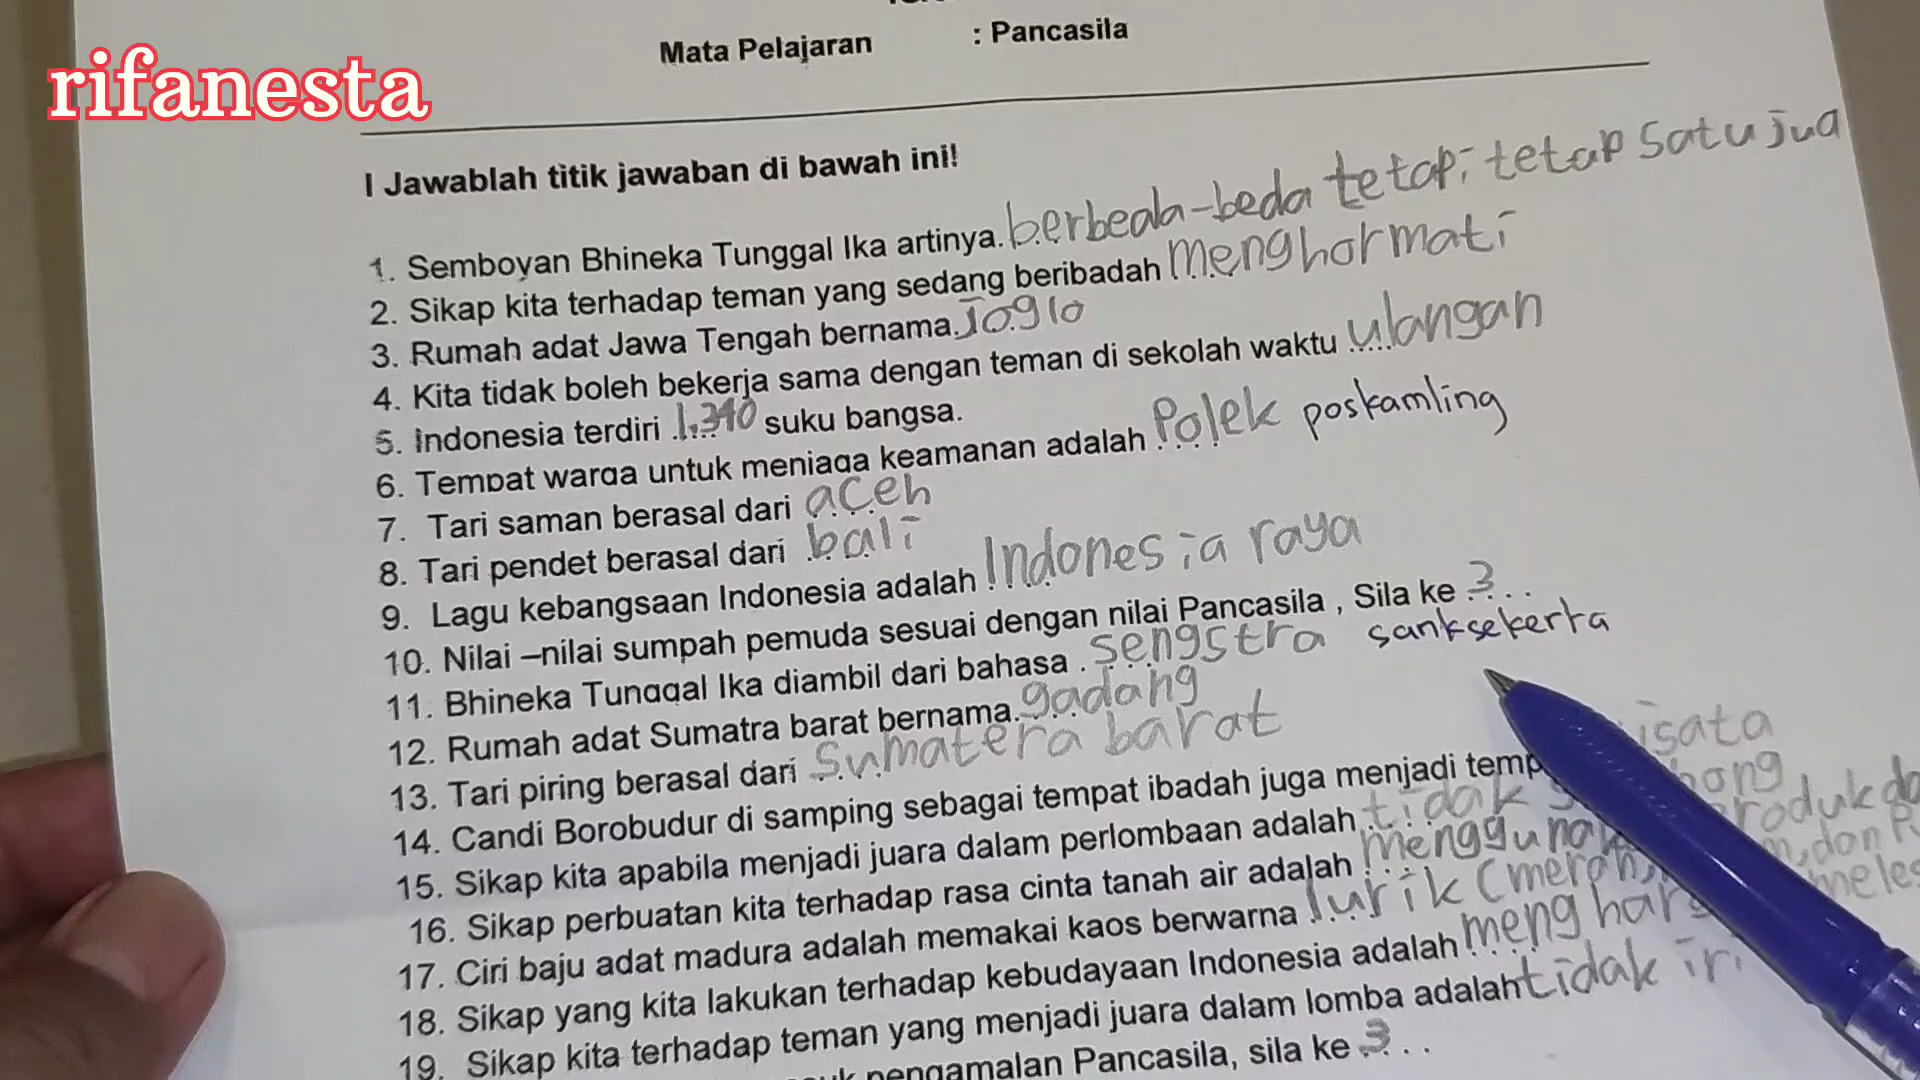 Mata Pelajaran : Pancasila
rifanesta
I Jawablah titik jawaban di bawah ini!
1. Semboyan Bhineka Tunggal Ika artinya. berbeda-beda tetapi tetap satu jua
2. Sikap kita terhadap teman yang sedang beribadah menghormati
3. Rumah adat Jawa Tengah bernama. joglo
4. Kita tidak boleh bekerja sama dengan teman di sekolah waktu ..... ulangan
5. Indonesia terdiri 1.340 suku bangsa.
6. Tempat warga untuk menjaga keamanan adalah Polek poskamling
7. Tari saman berasal dari aceh
8. Tari pendet berasal dari bali
9. Lagu kebangsaan Indonesia adalah Indonesia raya
10. Nilai –nilai sumpah pemuda sesuai dengan nilai Pancasila , Sila ke 3 . .
11. Bhineka Tunggal Ika diambil dari bahasa . sengstra sanksekerta
12. Rumah adat Sumatra barat bernama. gadang
13. Tari piring berasal dari Sumatera barat
14. Candi Borobudur di samping sebagai tempat ibadah juga menjadi isata
15. Sikap kita apabila menjadi juara dalam perlombaan adalah tidak
16. Sikap perbuatan kita terhadap rasa cinta tanah air adalah
17. Ciri baju adat madura adalah memakai kaos berwarna lurik
18. Sikap yang kita lakukan terhadap kebudayaan Indonesia adalah
19. Sikap kita terhadap teman yang menjadi juara dalam lomba adalah tidak iri
pengamalan Pancasila, sila ke 3 . .